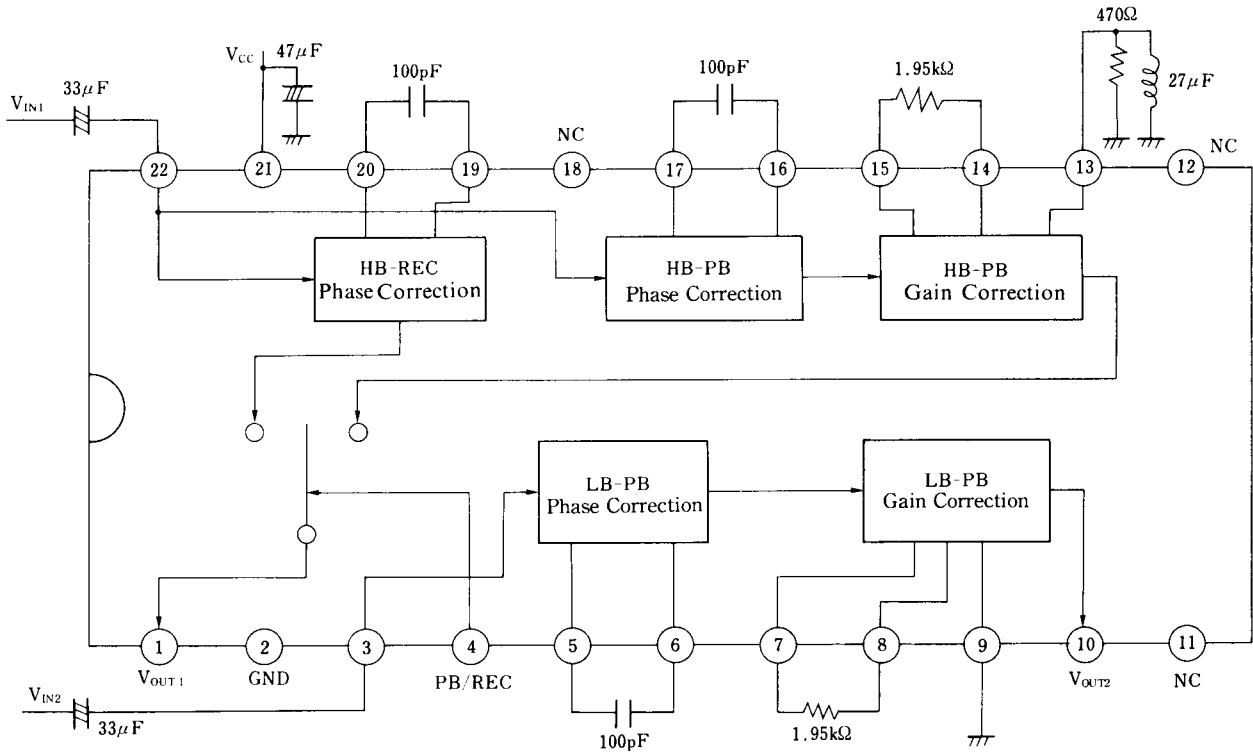 470Ω
V_CC 47μF
33μF
100pF
100pF
1.95kΩ
27μF
V_IN1
NC
NC
22
21
20
19
18
17
16
15
14
13
12
HB-REC
Phase Correction
HB-PB
Phase Correction
HB-PB
Gain Correction
LB-PB
Phase Correction
LB-PB
Gain Correction
1
2
3
4
5
6
7
8
9
10
11
V_OUT1
GND
PB/REC
V_OUT2
NC
V_IN2
33μF
100pF
1.95kΩ